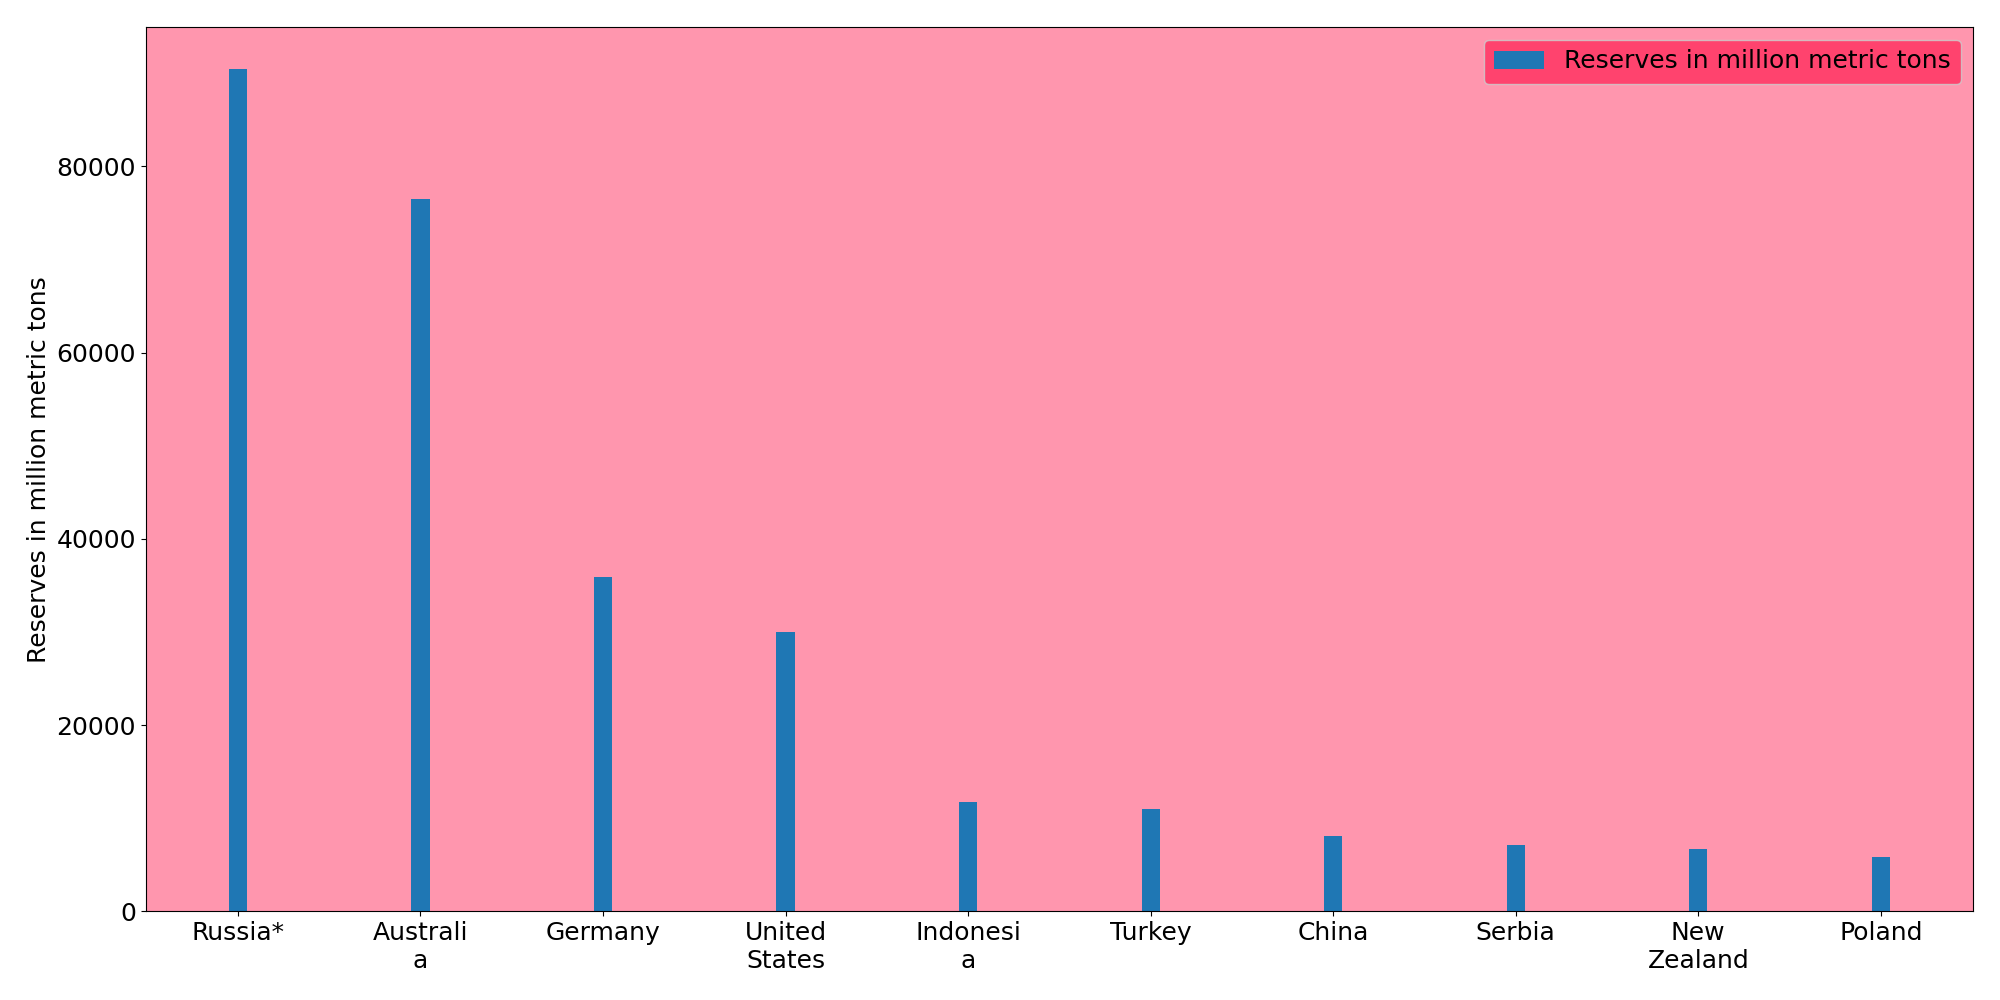 Reserves in million metric tons
Reserves in million metric tons
80000
60000
40000
20000
0
Russia*
Australi
a
Germany
United
States
Indonesi
a
Turkey
China
Serbia
New
Zealand
Poland